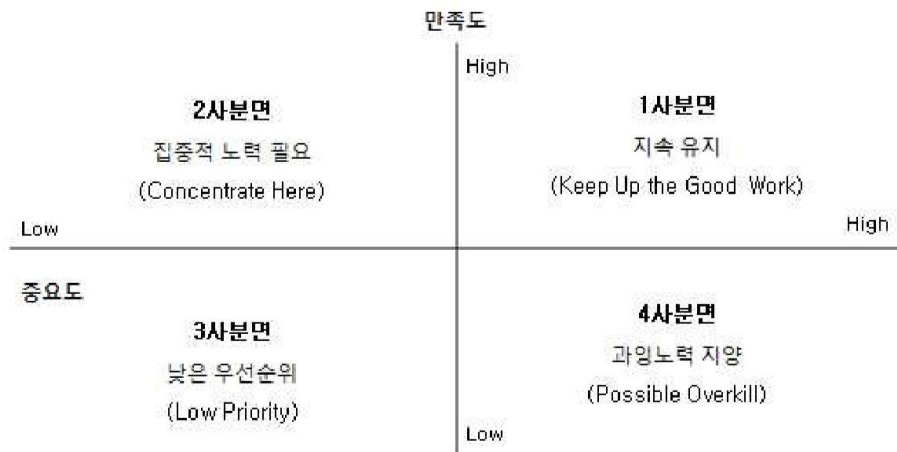 만족도
High
2사분면
집중적 노력 필요
(Concentrate Here)
1사분면
지속 유지
(Keep Up the Good Work)
Low
High
중요도
3사분면
낮은 우선순위
(Low Priority)
4사분면
과잉노력 지양
(Possible Overkill)
Low